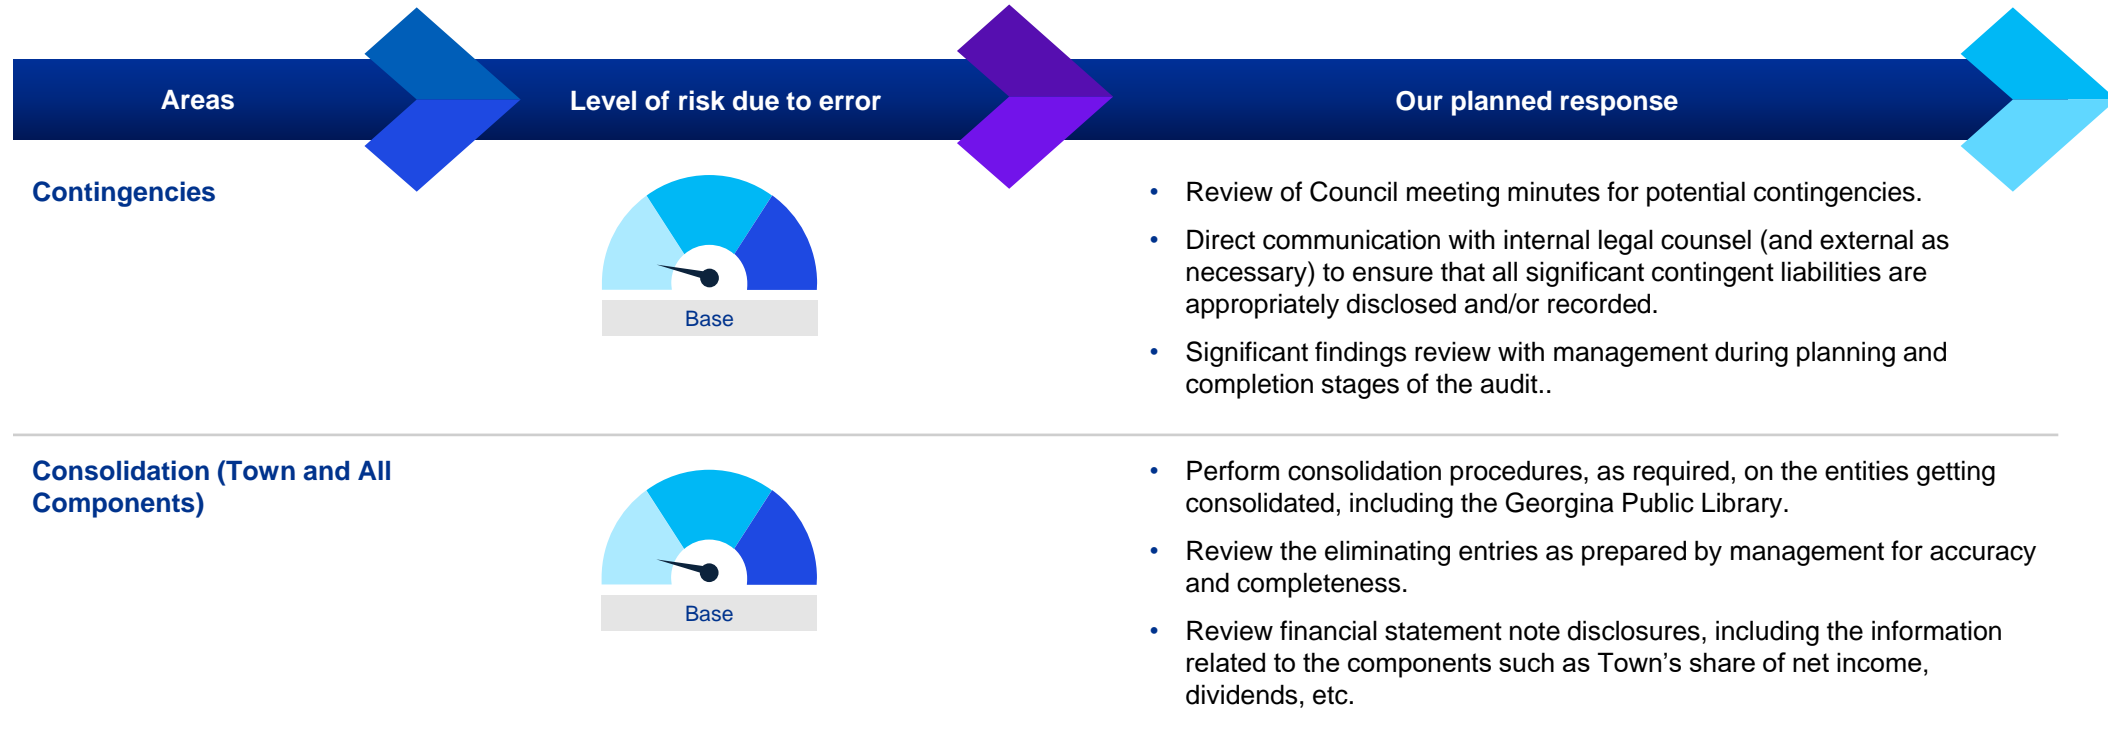 Areas
Level of risk due to error
Our planned response
Contingencies
Base
• Review of Council meeting minutes for potential contingencies.
• Direct communication with internal legal counsel (and external as
necessary) to ensure that all significant contingent liabilities are
appropriately disclosed and/or recorded.
• Significant findings review with management during planning and
completion stages of the audit..
Consolidation (Town and All
Components)
Base
• Perform consolidation procedures, as required, on the entities getting
consolidated, including the Georgina Public Library.
• Review the eliminating entries as prepared by management for accuracy
and completeness.
• Review financial statement note disclosures, including the information
related to the components such as Town’s share of net income,
dividends, etc.